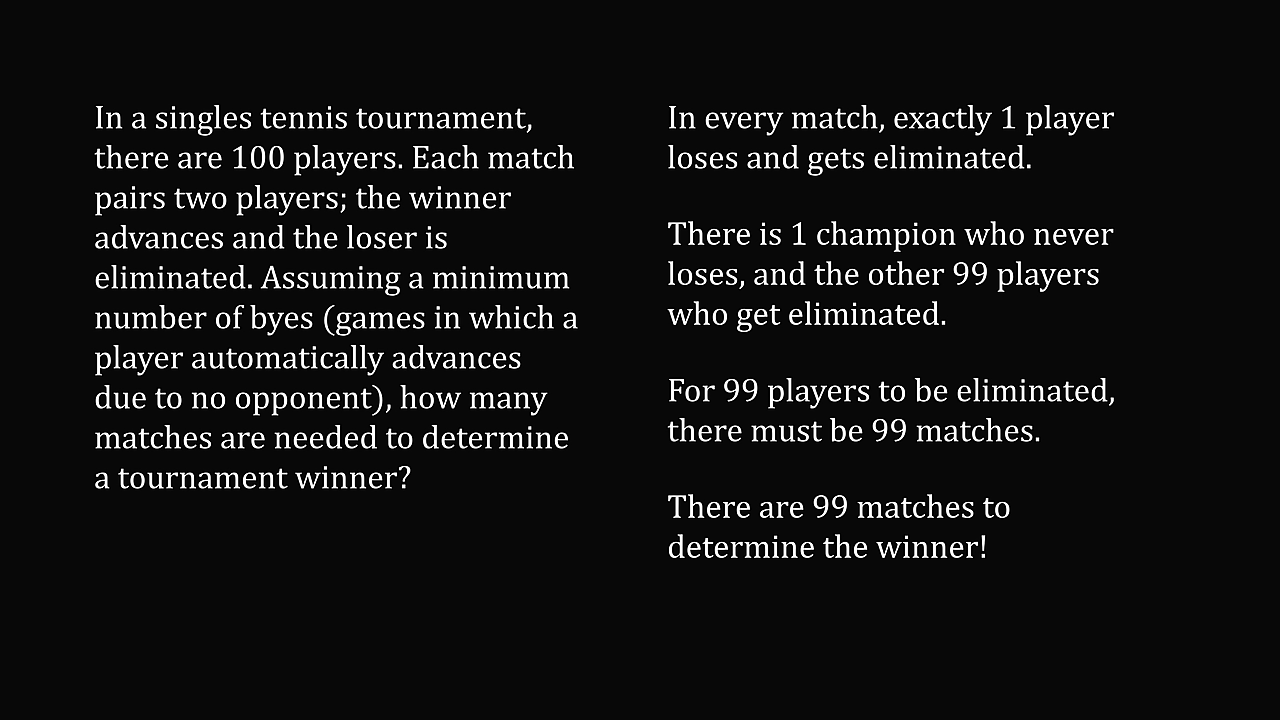 In a singles tennis tournament,
there are 100 players. Each match
pairs two players; the winner
advances and the loser is
eliminated. Assuming a minimum
number of byes (games in which a
player automatically advances
due to no opponent), how many
matches are needed to determine
a tournament winner?
In every match, exactly 1 player
loses and gets eliminated.
There is 1 champion who never
loses, and the other 99 players
who get eliminated.
For 99 players to be eliminated,
there must be 99 matches.
There are 99 matches to
determine the winner!